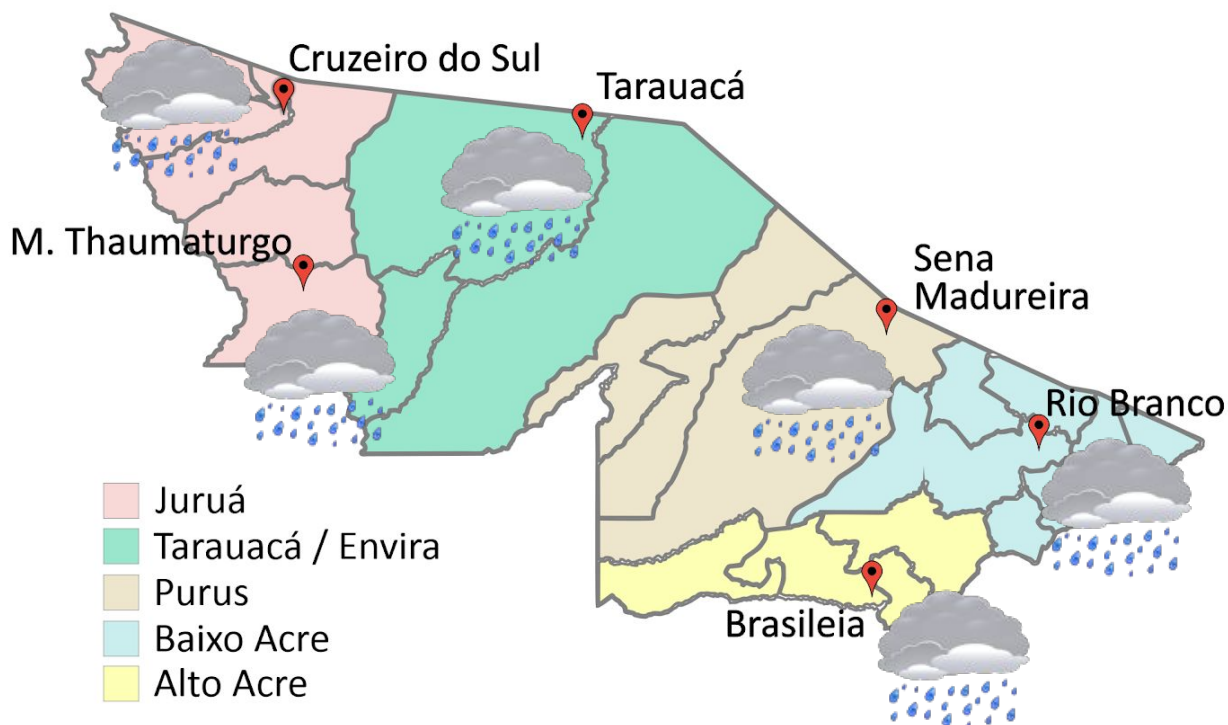 Cruzeiro do Sul
Tarauacá
M. Thaumaturgo
Sena
Madureira
Rio Branco
Brasileia
Juruá
Tarauacá / Envira
Purus
Baixo Acre
Alto Acre